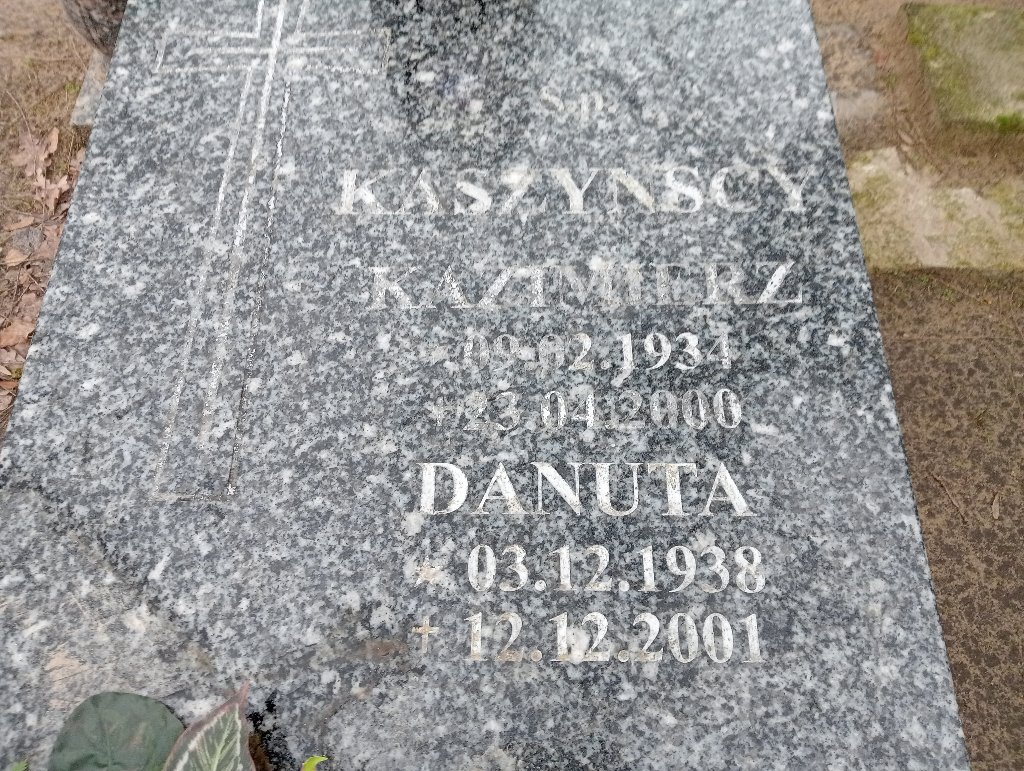 Ś.p.
KASZYŃSCY
KAZIMIERZ
* 09.02.1934
+ 23.04.2000
DANUTA
* 03.12.1938
+ 12.12.2001